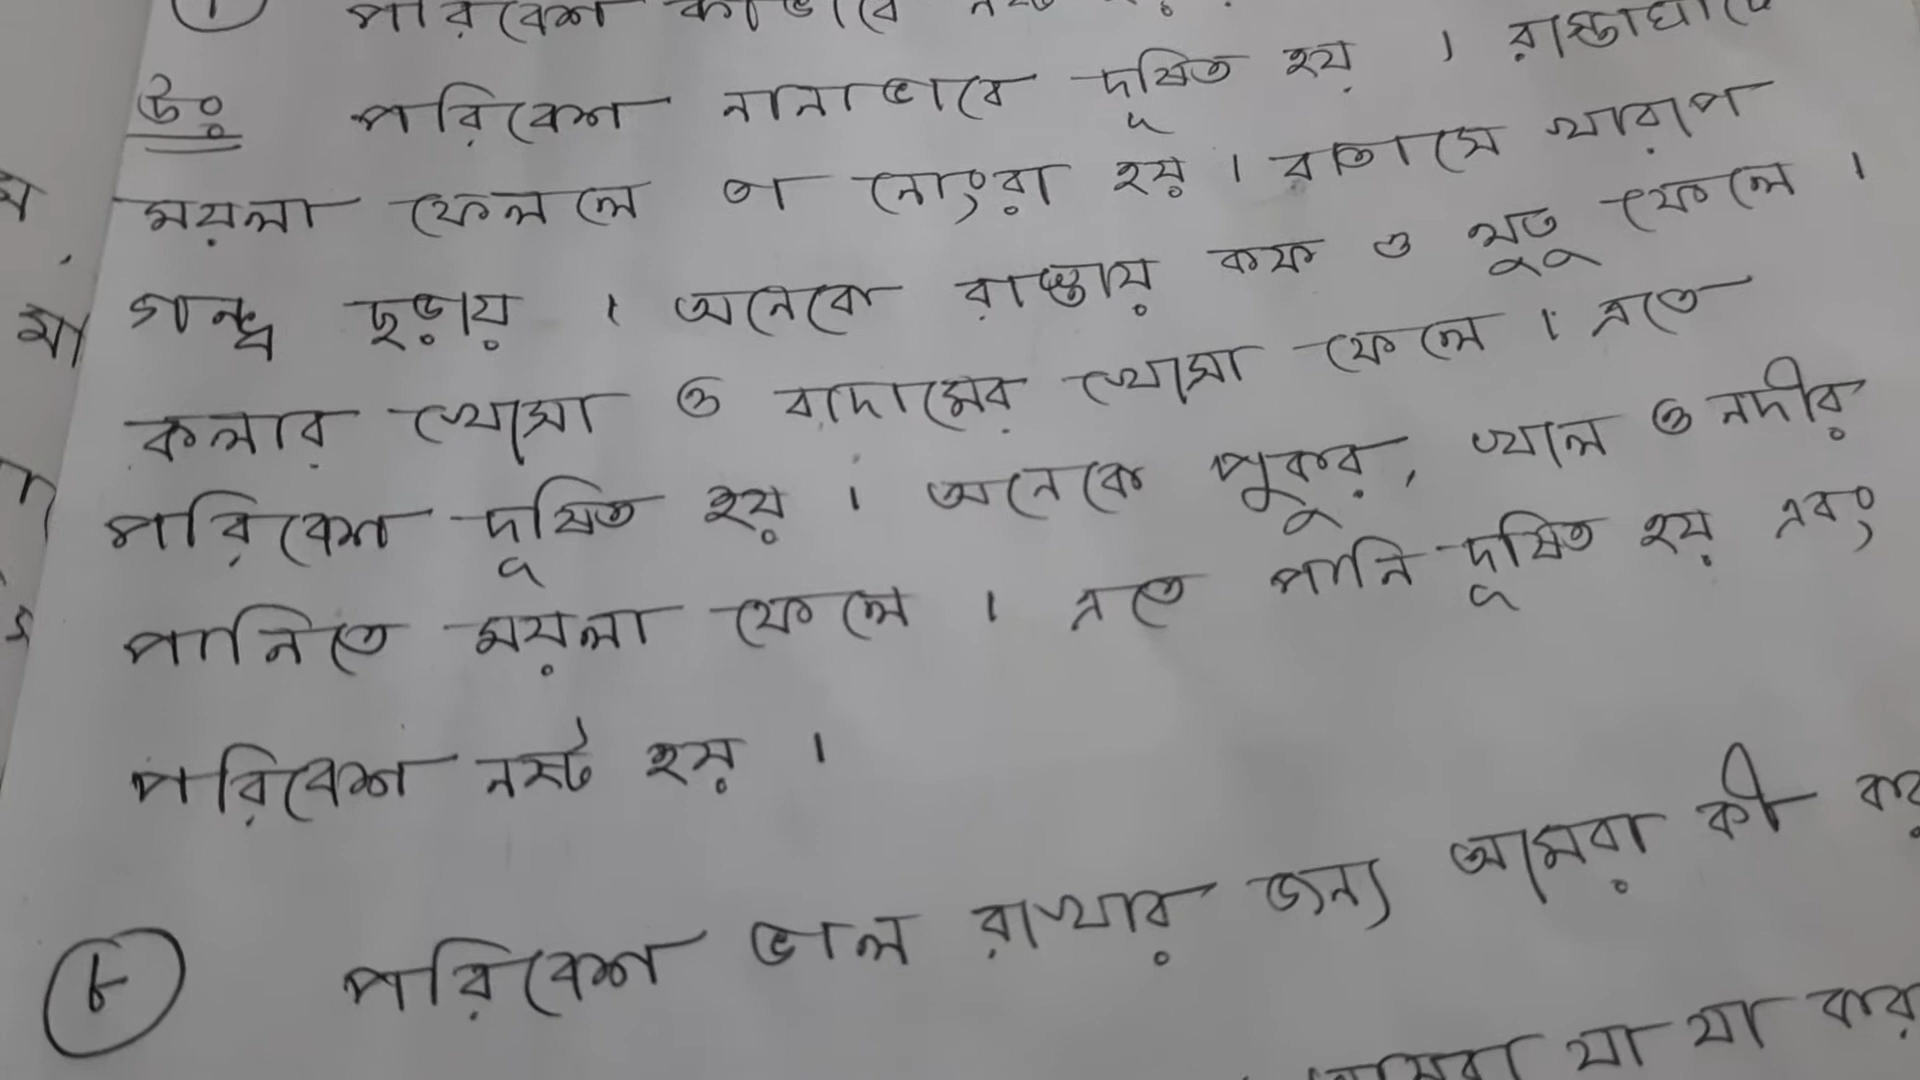 পরিবেশ কীভাবে
উঃ পরিবেশ নানাভাবে দূষিত হয় । রাস্তাঘাটে
ময়লা ফেললে তা নোংরা হয় । বাতাসে খারাপ
গন্ধ ছড়ায় । অনেকে রাস্তায় কফ ও থুতু ফেলে ।
কলার খোসা ও বাদামের খোসা ফেলে । এতে
পরিবেশ দূষিত হয় । অনেকে পুকুর, খাল ও নদীর
পানিতে ময়লা ফেলে । এতে পানি দূষিত হয় এবং
পরিবেশ নষ্ট হয় ।
৮ পরিবেশ ভাল রাখার জন্য আমরা কী
যা যা